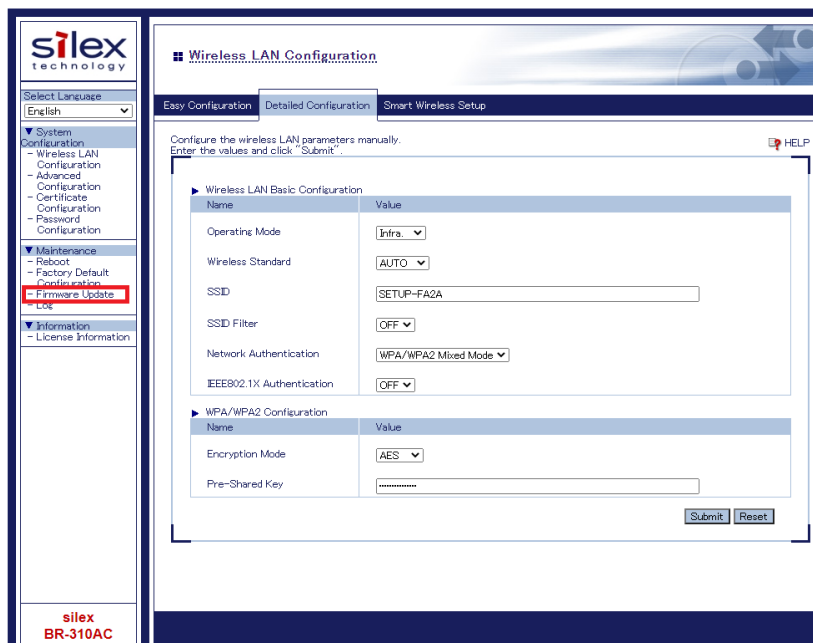 silex
technology
Select Language
English
▼ System
Configuration
- Wireless LAN
Configuration
- Advanced
Configuration
- Certificate
Configuration
- Password
Configuration
▼ Maintenance
- Reboot
- Factory Default
Configuration
- Firmware Update
- Log
▼ Information
- License Information
silex
BR-310AC
Wireless LAN Configuration
Easy Configuration Detailed Configuration Smart Wireless Setup
Configure the wireless LAN parameters manually.
Enter the values and click "Submit".
HELP
Wireless LAN Basic Configuration
Name Value
Operating Mode Infra.
Wireless Standard AUTO
SSID SETUP-FA2A
SSID Filter OFF
Network Authentication WPA/WPA2 Mixed Mode
IEEE802.1X Authentication OFF
WPA/WPA2 Configuration
Name Value
Encryption Mode AES
Pre-Shared Key ···············
Submit Reset